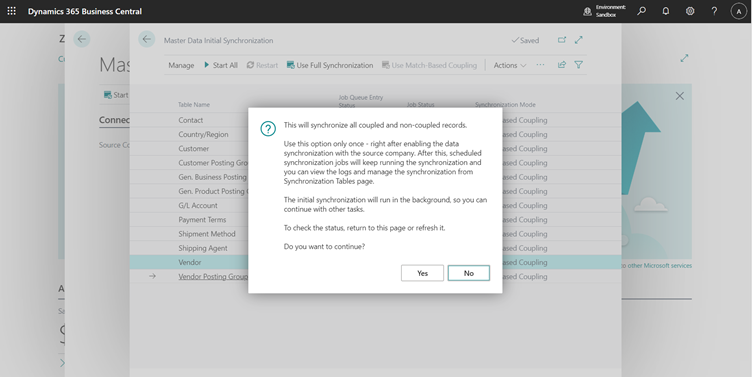 Dynamics 365 Business Central
Environment:
Sandbox
?
A
Z
Master Data Initial Synchronization
Saved
Mas
Manage
Start All
Restart
Use Full Synchronization
Use Match-Based Coupling
Actions
Start
Job Queue Entry
Table Name
Status
Job Status
Synchronization Mode
Connec
Contact
ased Coupling
Country/Region
ased Coupling
Source Co
Customer
ased Coupling
Customer Posting Gro
ased Coupling
Gen. Business Posting
ased Coupling
Gen. Product Posting G
ased Coupling
G/L Account
ased Coupling
Payment Terms
ased Coupling
Shipment Method
ased Coupling
Shipping Agent
ased Coupling
Vendor
ased Coupling
Vendor Posting Group
ased Coupling
to other Microsoft services
A
Sa
$
This will synchronize all coupled and non-coupled records.
Use this option only once - right after enabling the data
synchronization with the source company. After this, scheduled
synchronization jobs will keep running the synchronization and
you can view the logs and manage the synchronization from
Synchronization Tables page.
The initial synchronization will run in the background, so you can
continue with other tasks.
To check the status, return to this page or refresh it.
Do you want to continue?
Yes
No